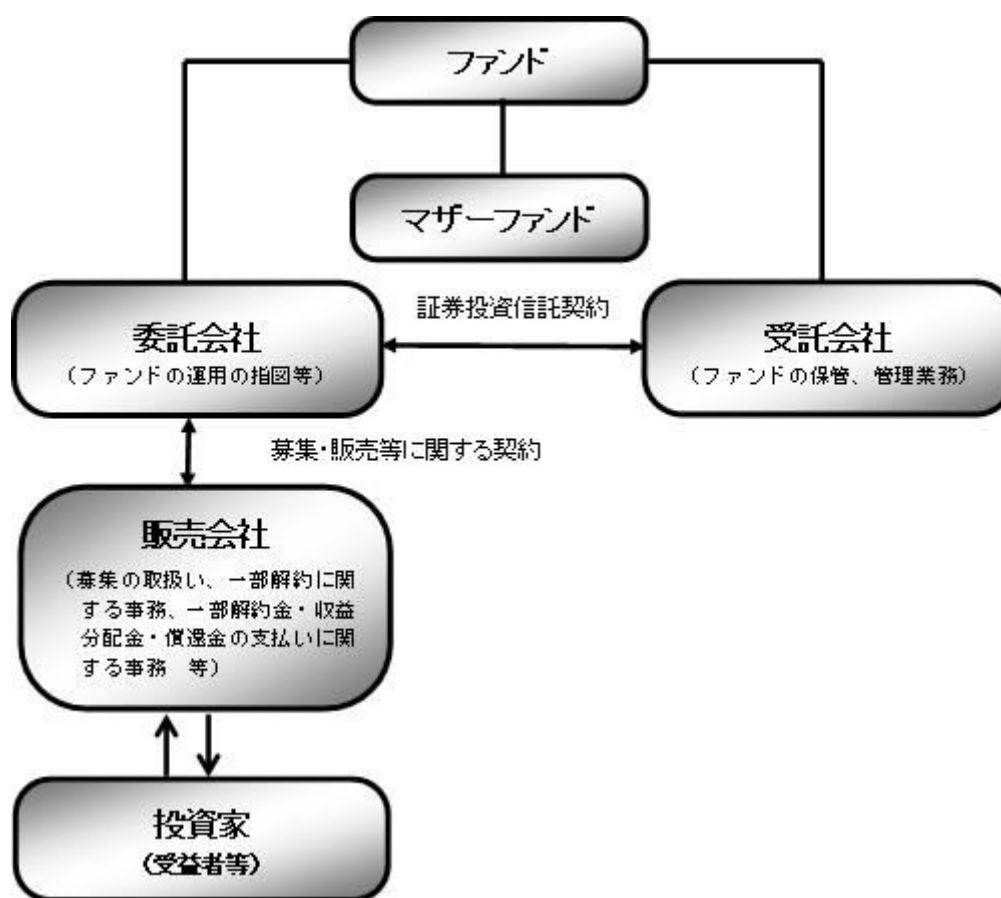 ファンド
マザーファンド
証券投資信託契約
委託会社
(ファンドの運用の指図等)
受託会社
(ファンドの保管、管理業務)
募集・販売等に関する契約
販売会社
(募集の取扱い、一部解約に関
する事務、一部解約金・収益
分配金・償還金の支払いに関
する事務 等)
投資家
(受益者等)